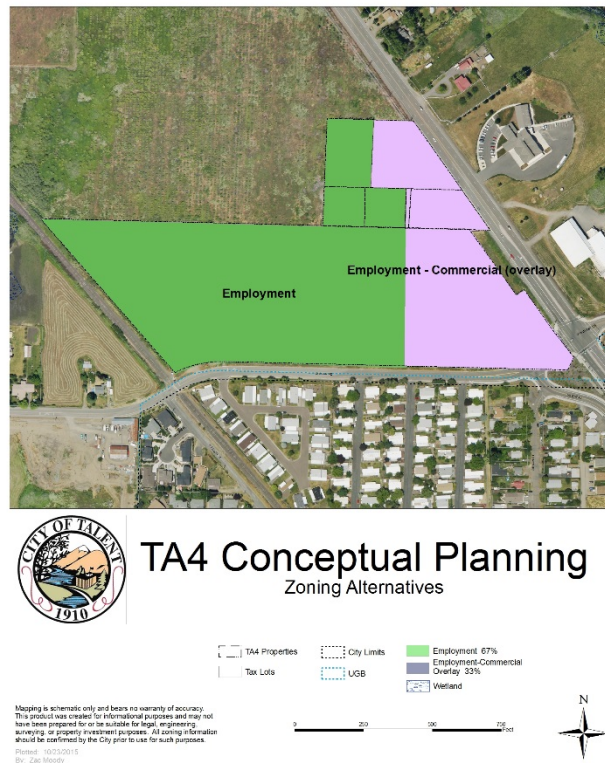 Employment - Commercial (overlay)
Employment
CITY OF TALENT
1910
TA4 Conceptual Planning
Zoning Alternatives
TA4 Properties
Tax Lots
City Limits
UGB
Employment 67%
Employment-Commercial
Overlay 33%
Wetland
Mapping is schematic only and bears no warranty of accuracy.
This product was created for informational purposes and may not
have been prepared for or be suitable for legal, engineering,
surveying, or property investment purposes. All zoning information
should be confirmed by the City prior to use for such purposes.
Plotted: 10/23/2015
By: Zac Moody
0 250 500 750
Feet
N